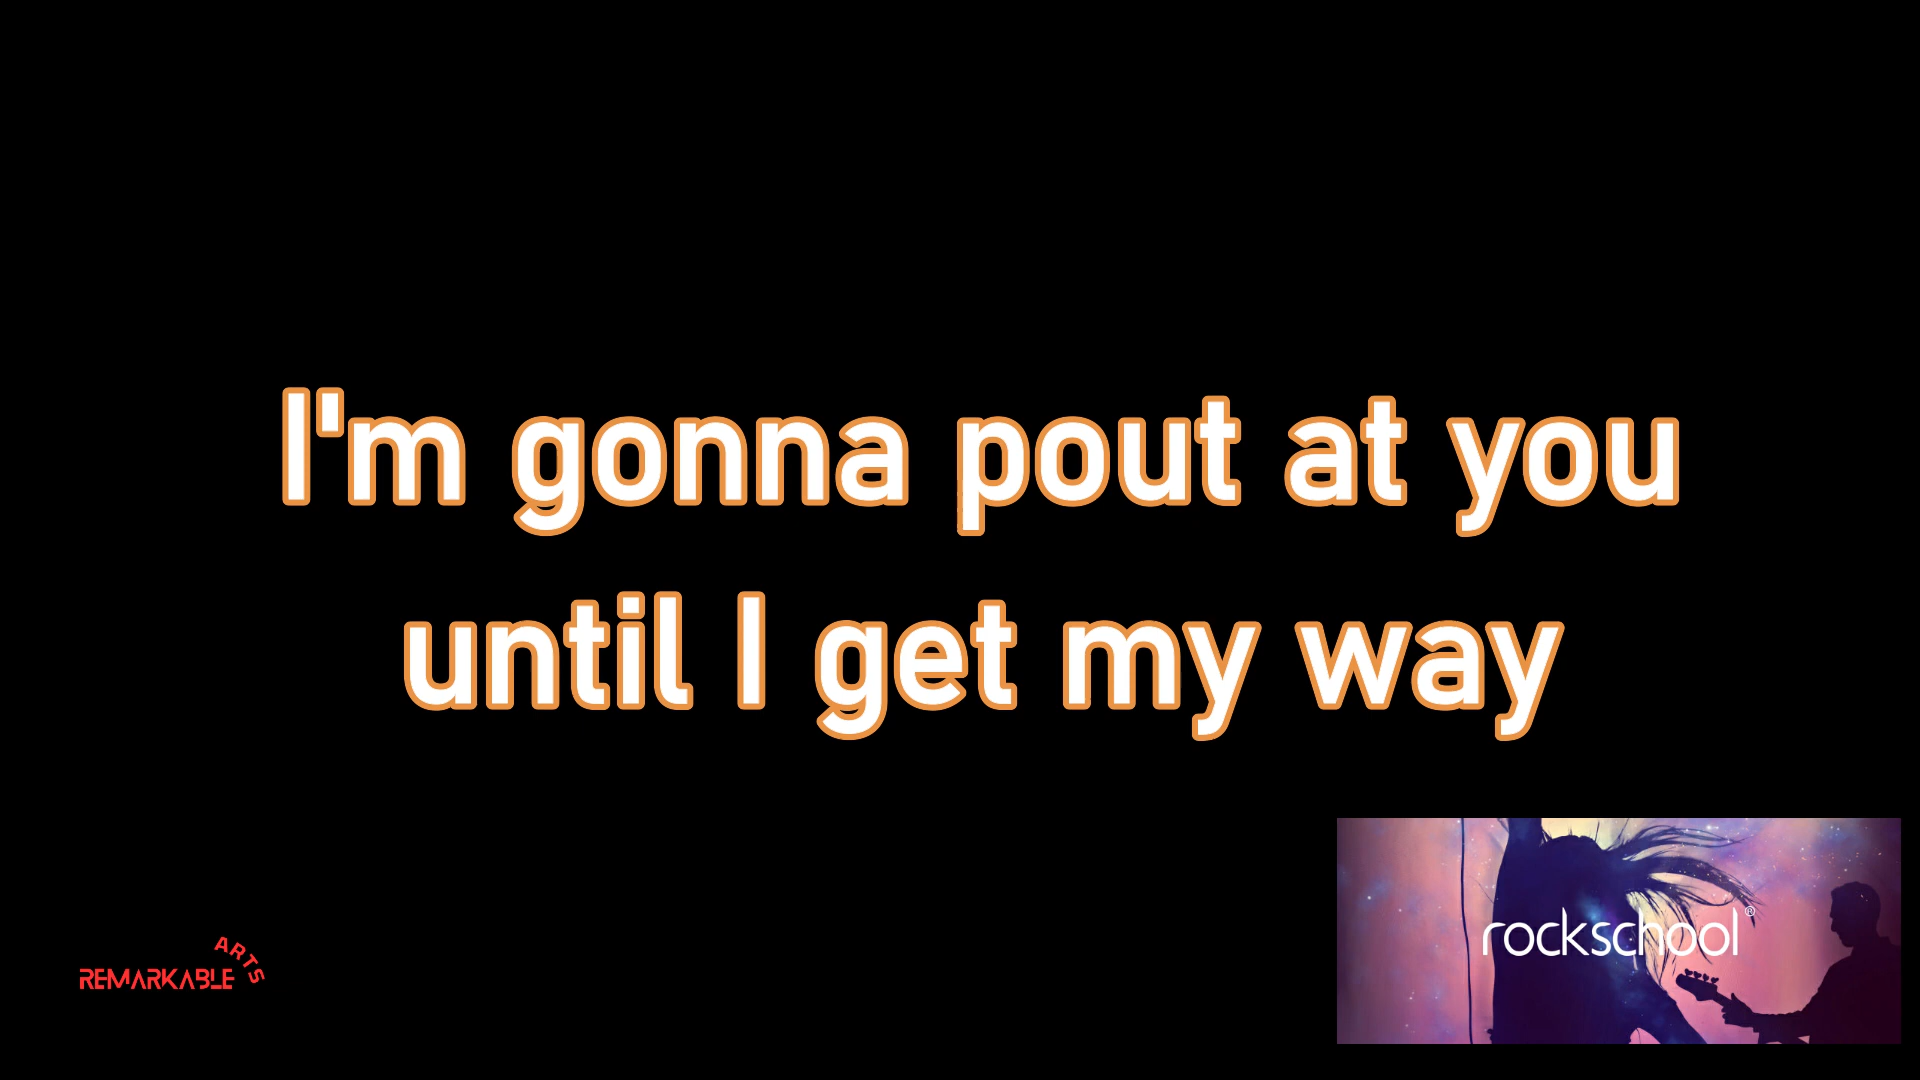 I'm gonna pout at you
until I get my way
rockschool®
ARTS
REMARKABLE